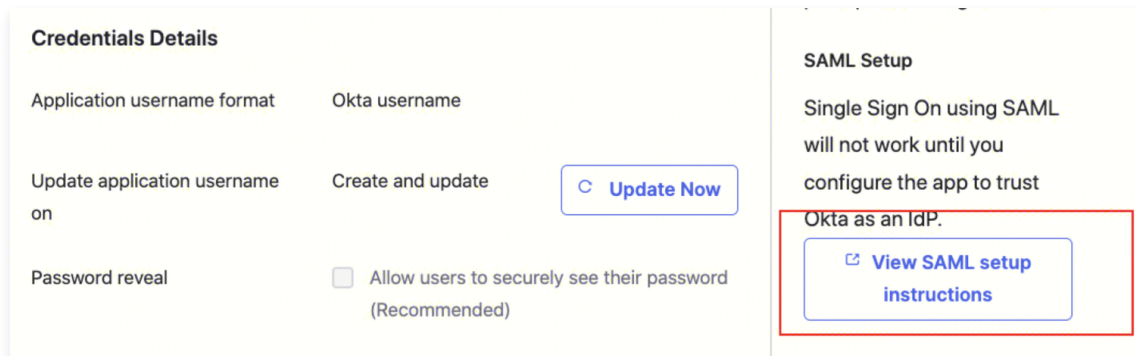 Credentials Details
Application username format
Okta username
Update application username
on
Create and update
Update Now
Password reveal
Allow users to securely see their password
(Recommended)
SAML Setup
Single Sign On using SAML
will not work until you
configure the app to trust
Okta as an IdP.
View SAML setup
instructions